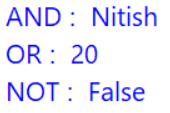 AND :  Nitish
OR :  20
NOT :  False